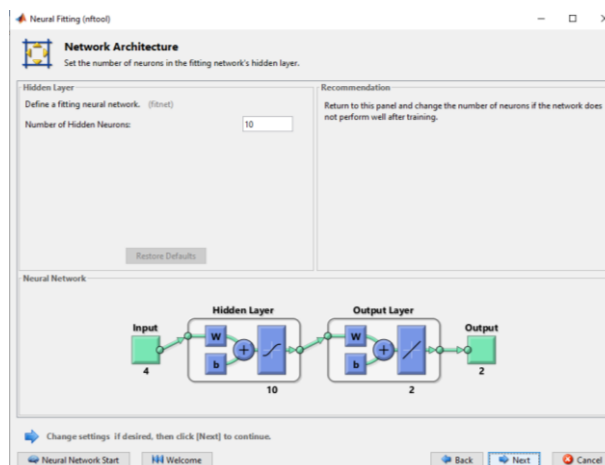 Neural Fitting (nftool)
Network Architecture
Set the number of neurons in the fitting network's hidden layer.
Hidden Layer
Define a fitting neural network. (fitnet)
Number of Hidden Neurons:
10
Restore Defaults
Recommendation
Return to this panel and change the number of neurons if the network does
not perform well after training.
Neural Network
Hidden Layer
Output Layer
Input
Output
W
b
W
b
4
10
2
2
Change settings if desired, then click [Next] to continue.
Neural Network Start
Welcome
Back
Next
Cancel